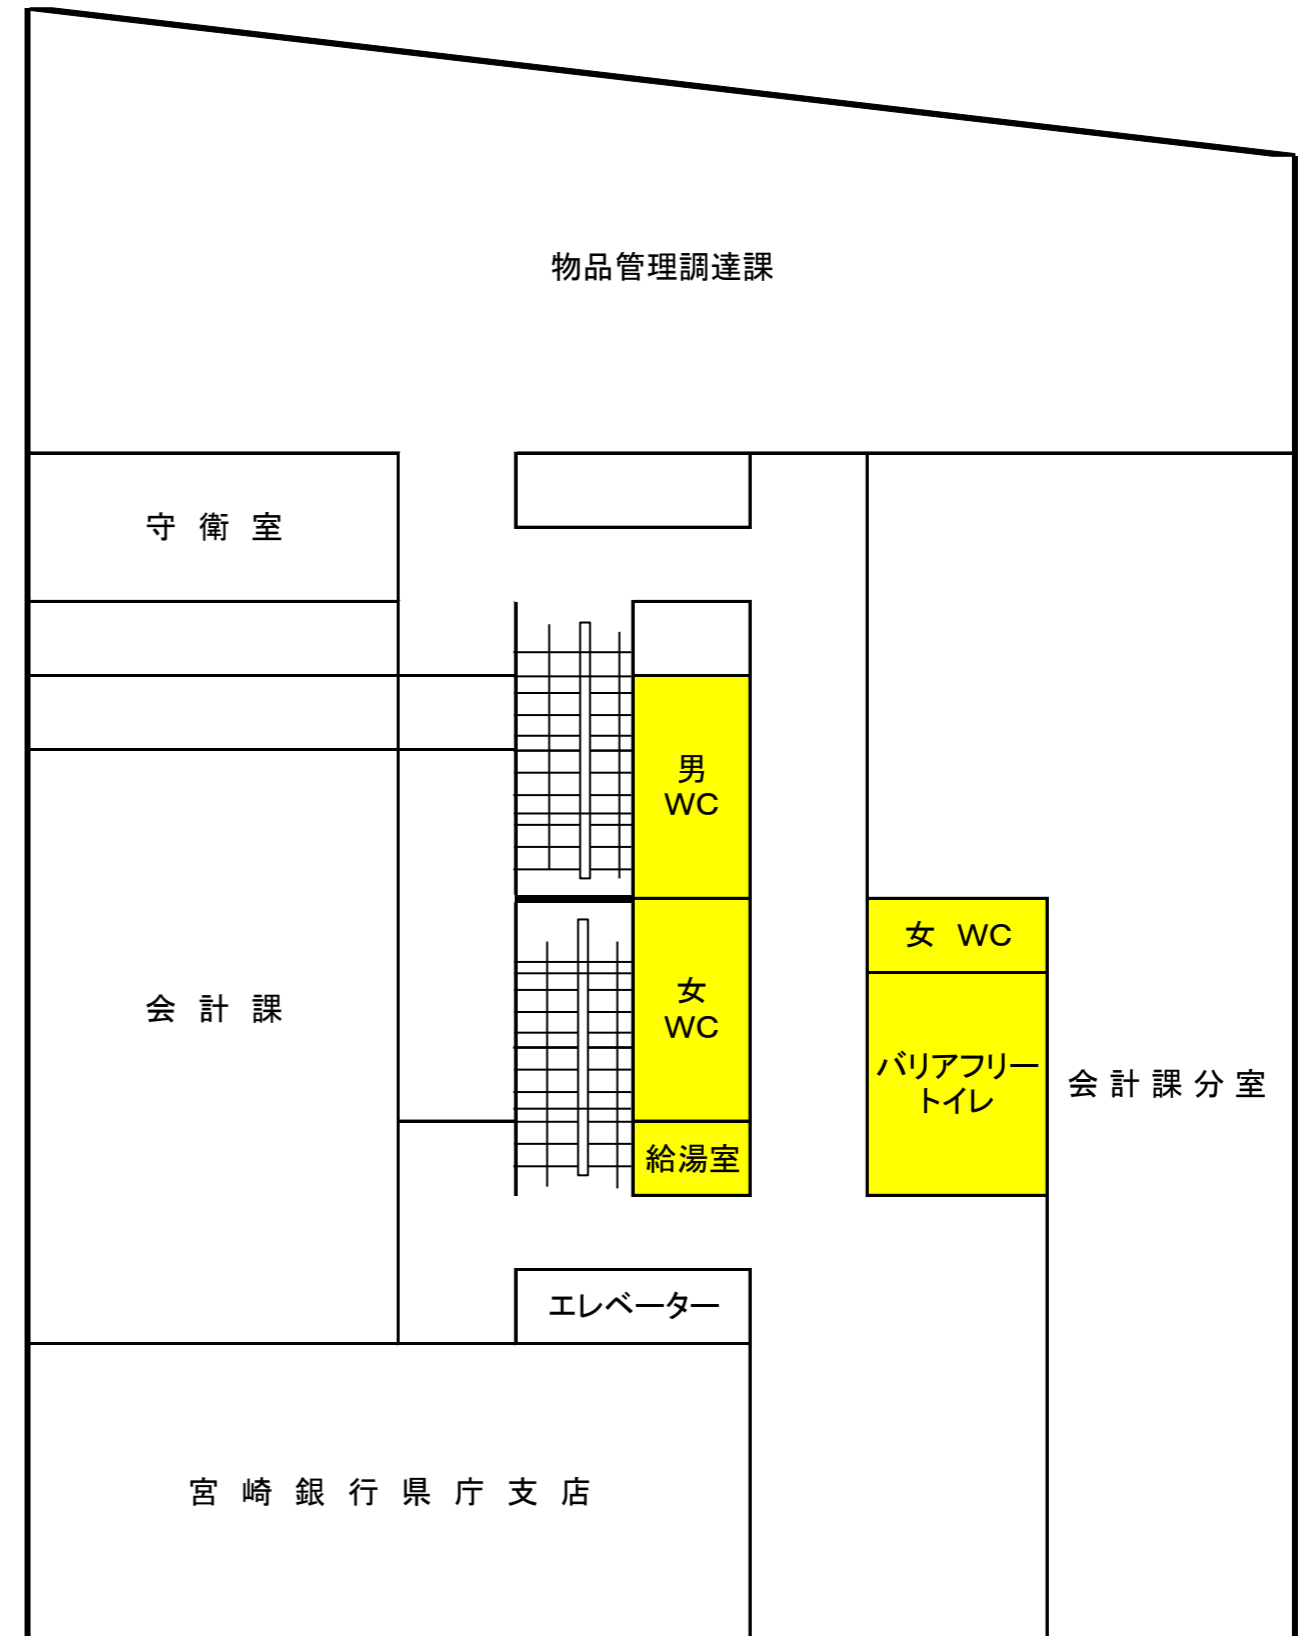 物品管理調達課
守 衛 室
男
WC
女 WC
女
WC
会 計 課
バリアフリー
トイレ
会 計 課 分 室
給湯室
エレベーター
宮 崎 銀 行 県 庁 支 店